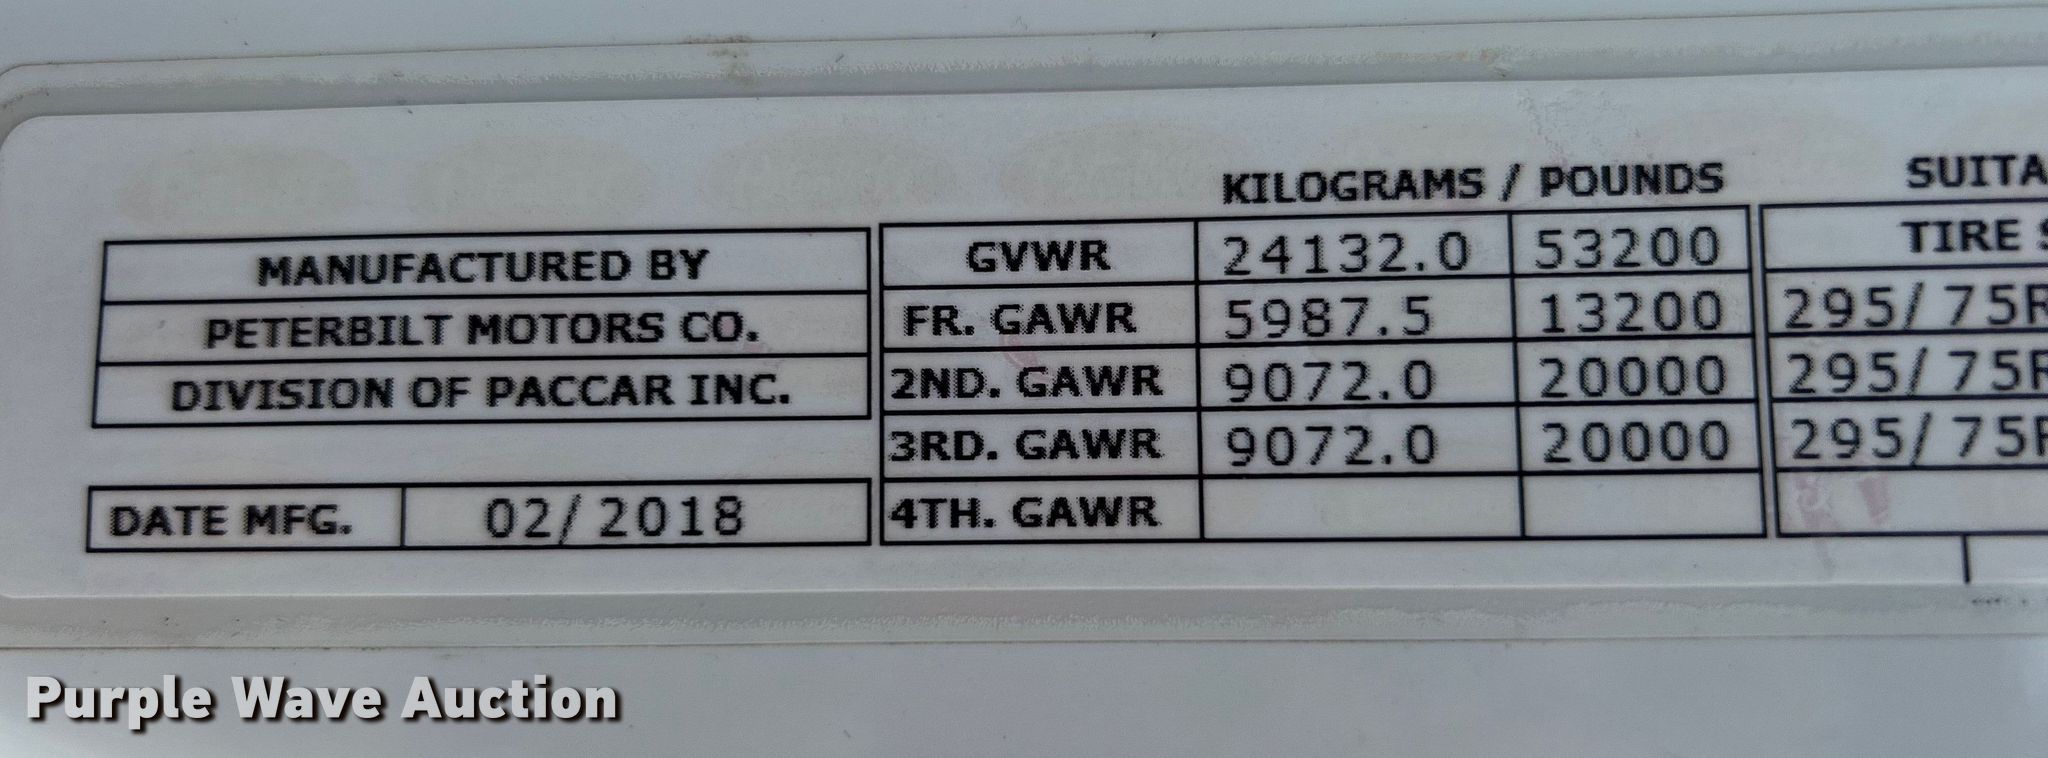 KILOGRAMS / POUNDS SUITA
MANUFACTURED BY
PETERBILT MOTORS CO.
DIVISION OF PACCAR INC.
DATE MFG. 02/2018
GVWR 24132.0 53200 TIRE S
FR. GAWR 5987.5 13200 295/75R
2ND. GAWR 9072.0 20000 295/75R
3RD. GAWR 9072.0 20000 295/75R
4TH. GAWR
Purple Wave Auction